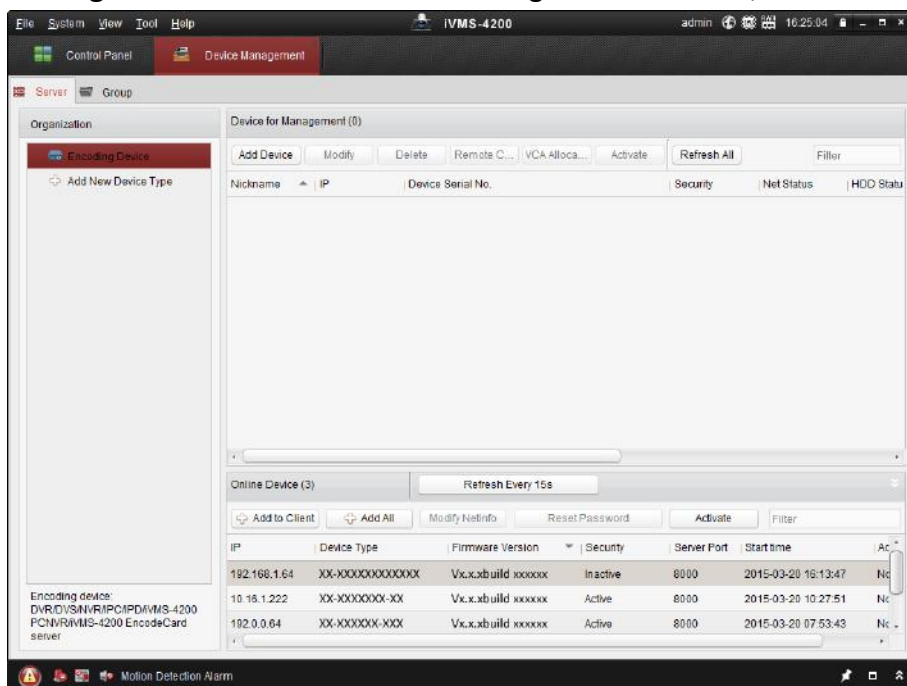 File System View Tool Help iVMS-4200 admin 16:25:04
Control Panel Device Management
Server Group
Organization
Encoding Device
Add New Device Type
Encoding device:
DVR/DVS/NVR/IPC/IPD/iVMS-4200
PCNVR/iVMS-4200 EncodeCard
server
Device for Management (0)
Add Device Modify Delete Remote C... VCA Alloca... Activate Refresh All Filter
Nickname IP Device Serial No. Security Net Status HDD Statu
Online Device (3) Refresh Every 15s
Add to Client Add All Modify Netinfo Reset Password Activate Filter
IP Device Type Firmware Version Security Server Port Start time Ac
192.168.1.64 XX-XXXXXXXXXXXX Vx.x.xbuild xxxxxx Inactive 8000 2015-03-20 16:13:47 No
10.16.1.222 XX-XXXXXXX-XX Vx.x.xbuild xxxxxx Active 8000 2015-03-20 10:27:51 No
192.0.0.64 XX-XXXXXX-XXX Vx.x.xbuild xxxxxx Active 8000 2015-03-20 07:53:43
Motion Detection Alarm